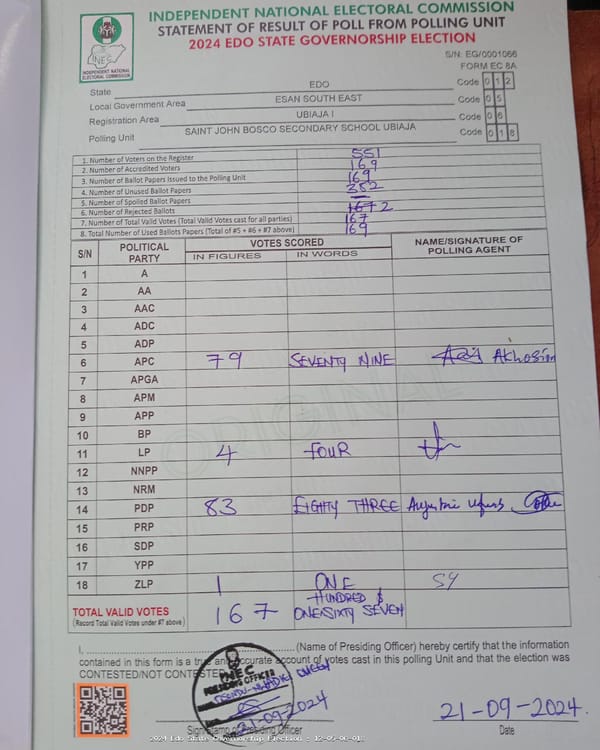 INDEPENDENT NATIONAL ELECTORAL COMMISSION
STATEMENT OF RESULT OF POLL FROM POLLING UNIT
2024 EDO STATE GOVERNORSHIP ELECTION
INEC
INDEPENDENT NATIONAL ELECTORAL COMMISSION
S/N: EG/0001066
FORM EC 8A
State EDO Code 0 1 2
Local Government Area ESAN SOUTH EAST Code 0 5
Registration Area UBIAJA I Code 0 6
Polling Unit SAINT JOHN BOSCO SECONDARY SCHOOL UBIAJA Code 0 1 8
1. Number of Voters on the Register 551
2. Number of Accredited Voters 169
3. Number of Ballot Papers Issued to the Polling Unit 169
4. Number of Unused Ballot Papers 382
5. Number of Spoiled Ballot Papers —
6. Number of Rejected Ballots 2
7. Number of Total Valid Votes (Total Valid Votes cast for all parties) 167
8. Total Number of Used Ballots Papers (Total of #5 + #6 + #7 above) 169
S/N POLITICAL PARTY VOTES SCORED NAME/SIGNATURE OF POLLING AGENT
IN FIGURES IN WORDS
1 A
2 AA
3 AAC
4 ADC
5 ADP
6 APC 79 SEVENTY NINE Akhosim
7 APGA
8 APM
9 APP
10 BP
11 LP 4 FOUR
12 NNPP
13 NRM
14 PDP 83 EIGHTY THREE Augustine
15 PRP
16 SDP
17 YPP
18 ZLP 1 ONE
TOTAL VALID VOTES 167 HUNDRED & ONE SIXTY SEVEN
(Record Total Valid Votes under #7 above)
ORIGINAL
I, (Name of Presiding Officer) hereby certify that the information
contained in this form is a true and accurate account of votes cast in this polling Unit and that the election was
CONTESTED/NOT CONTESTED
INEC
PRESIDING OFFICER
21-09-2024
21-09-2024.
Signature of Presiding Officer Date
2024 Edo State Governorship Election - 12-05-06-018